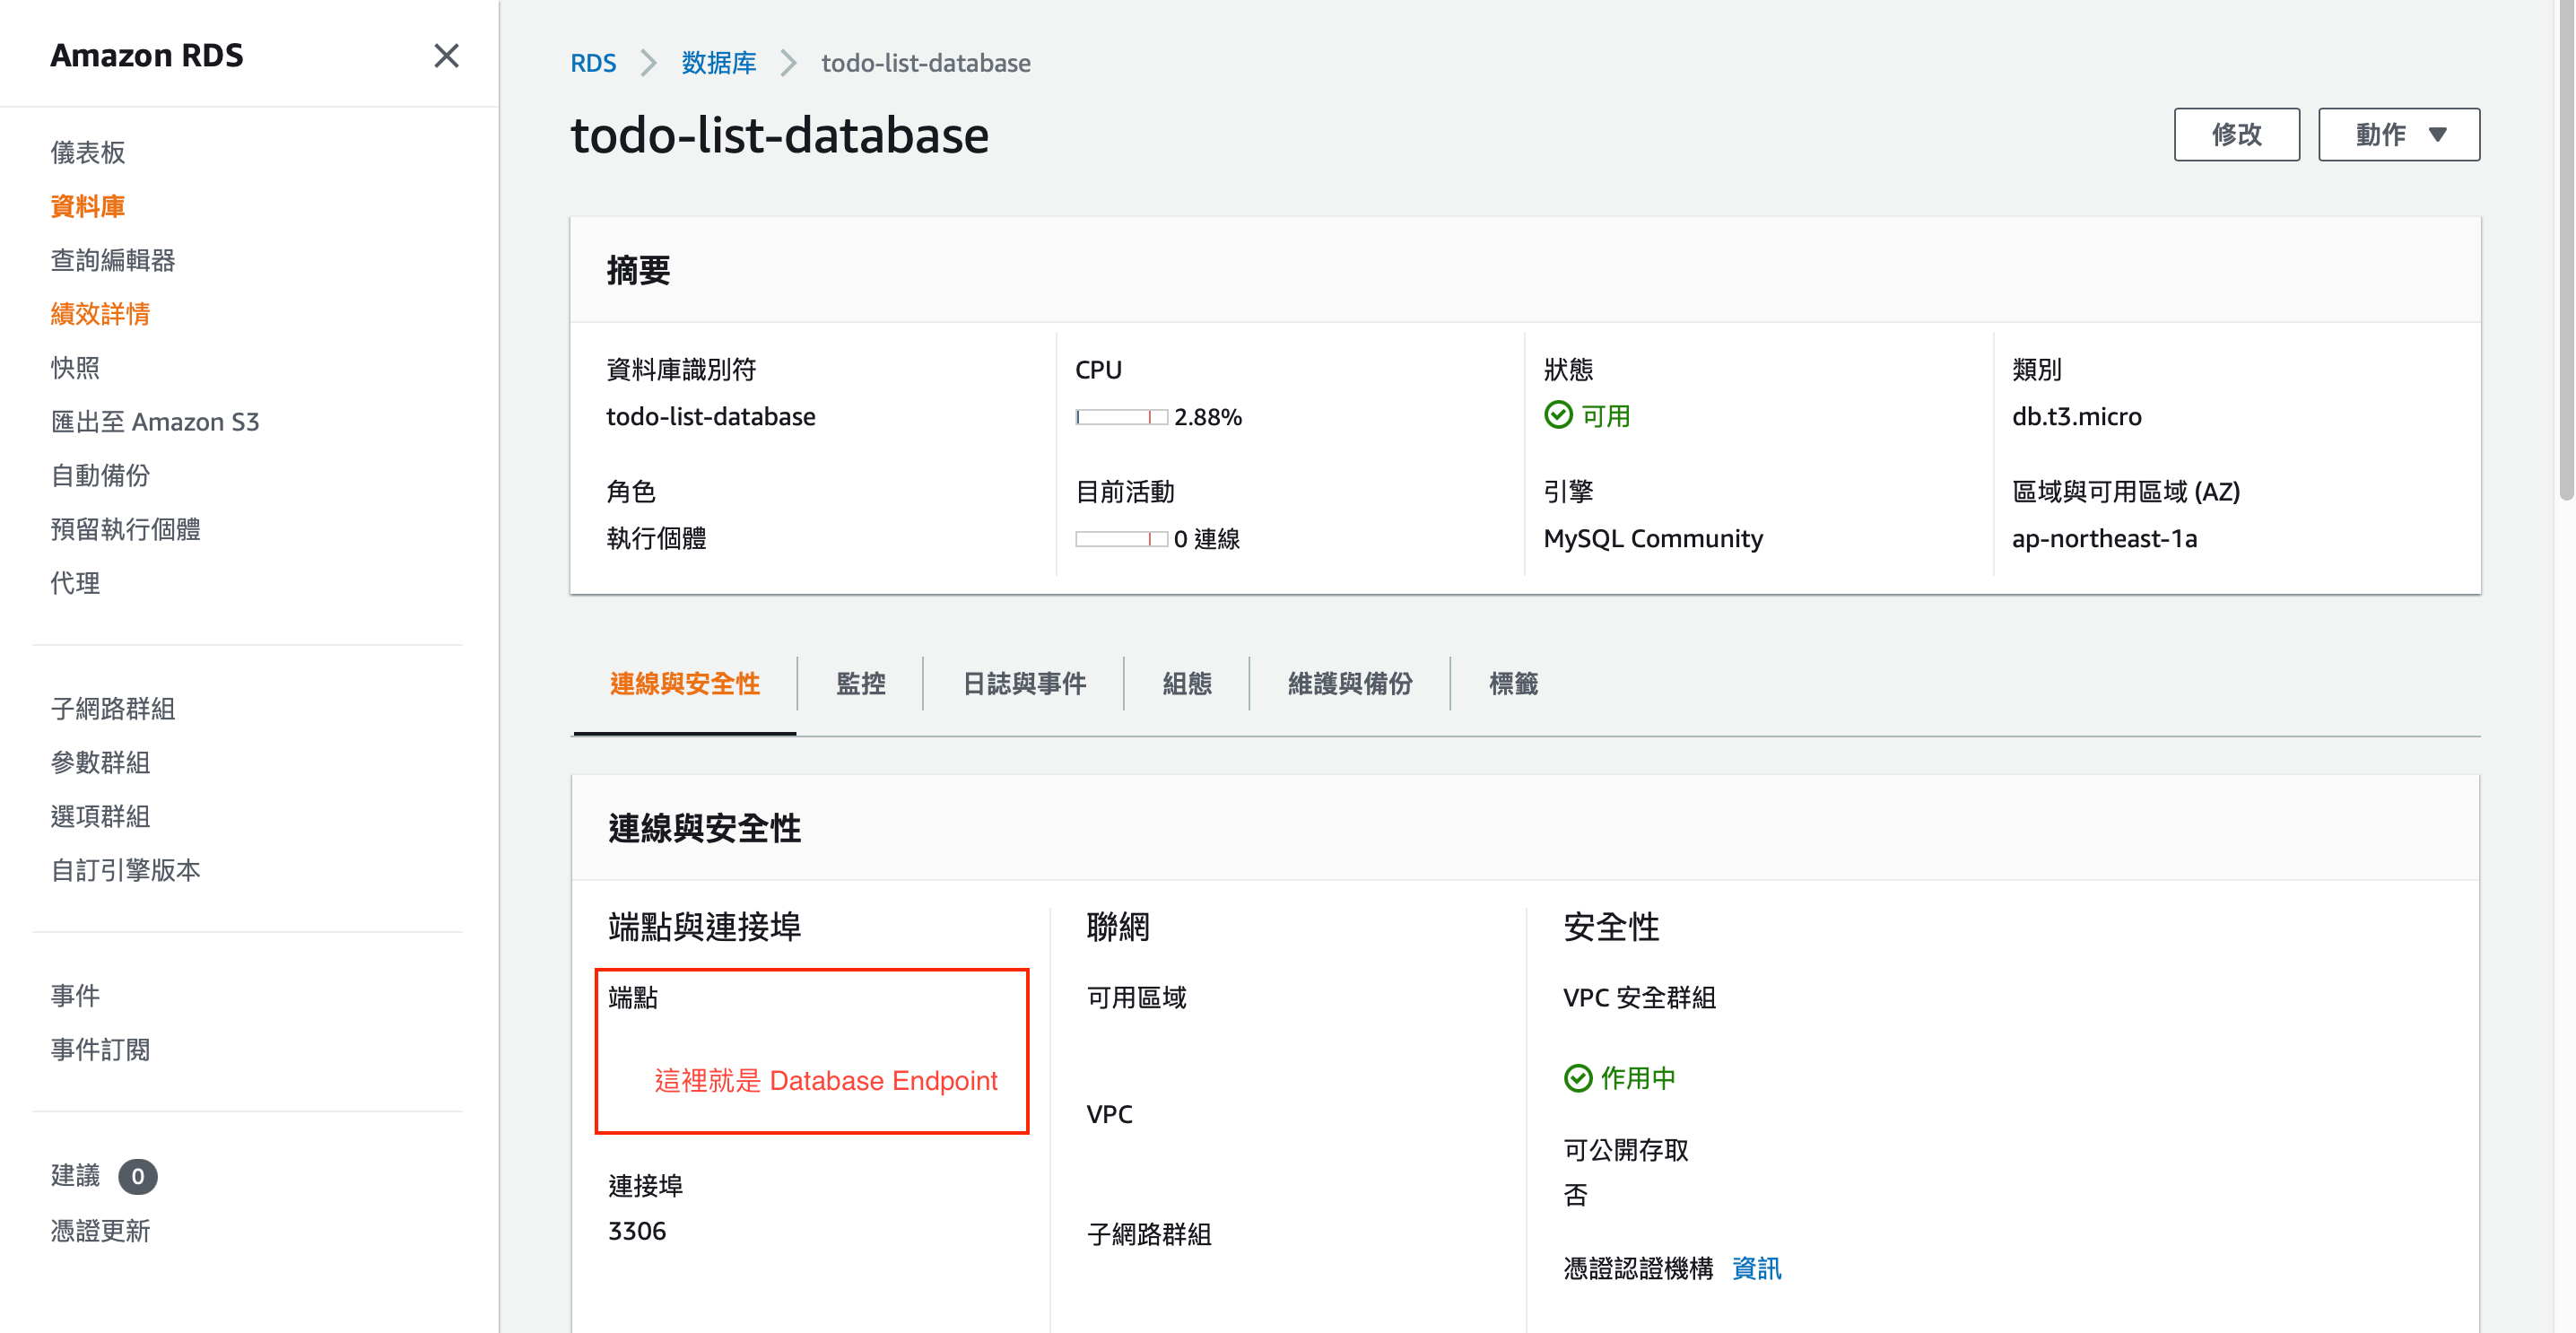 Amazon RDS
儀表板
資料庫
查詢編輯器
績效詳情
快照
匯出至 Amazon S3
自動備份
預留執行個體
代理
子網路群組
參數群組
選項群組
自訂引擎版本
事件
事件訂閱
建議 0
憑證更新
RDS 数据库 todo-list-database
todo-list-database
修改 動作
摘要
資料庫識別符
todo-list-database
CPU
2.88%
狀態
可用
類別
db.t3.micro
角色
執行個體
目前活動
0 連線
引擎
MySQL Community
區域與可用區域 (AZ)
ap-northeast-1a
連線與安全性 監控 日誌與事件 組態 維護與備份 標籤
連線與安全性
端點與連接埠
端點
這裡就是 Database Endpoint
連接埠
3306
聯網
可用區域
VPC
子網路群組
安全性
VPC 安全群組
作用中
可公開存取
否
憑證認證機構 資訊